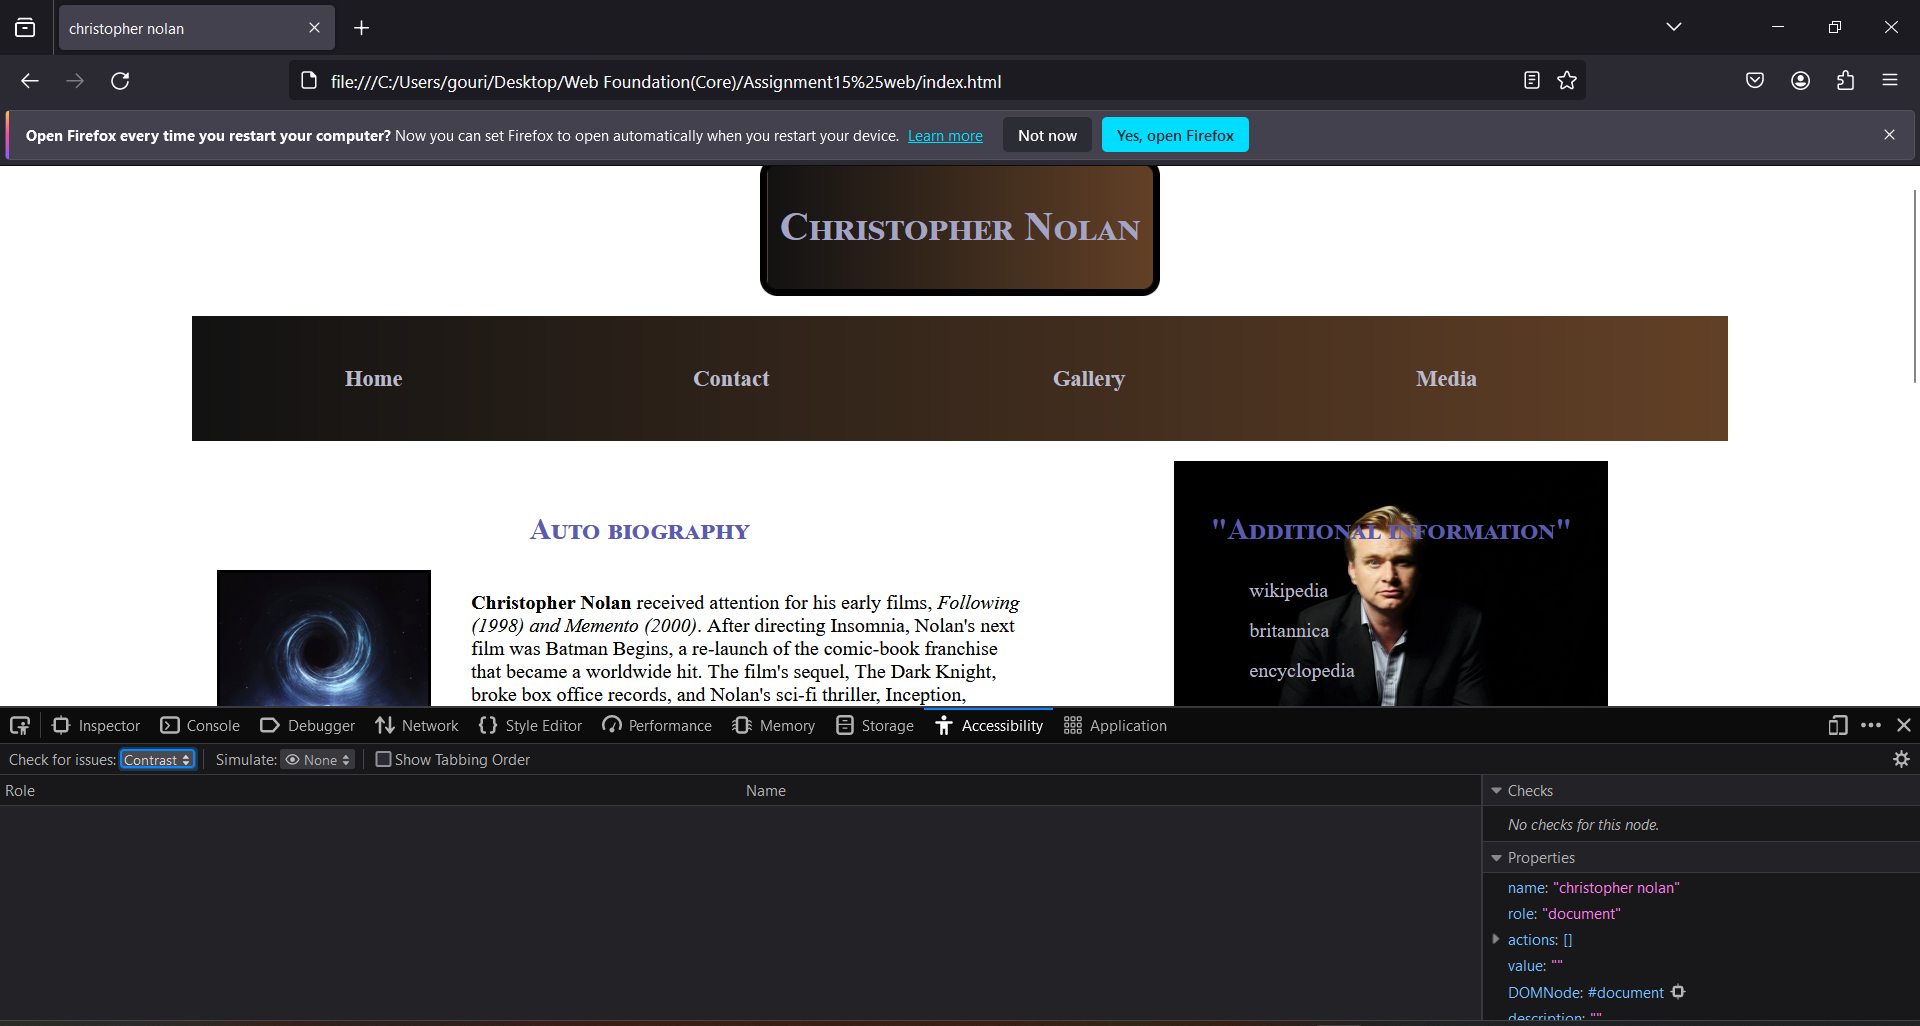 christopher nolan
file:///C:/Users/gouri/Desktop/Web Foundation(Core)/Assignment15%25web/index.html
Open Firefox every time you restart your computer? Now you can set Firefox to open automatically when you restart your device. Learn more Not now Yes, open Firefox
Christopher Nolan
Home Contact Gallery Media
Auto biography
"Additional information"
Christopher Nolan received attention for his early films, Following
(1998) and Memento (2000). After directing Insomnia, Nolan's next
film was Batman Begins, a re-launch of the comic-book franchise
that became a worldwide hit. The film's sequel, The Dark Knight,
broke box office records, and Nolan's sci-fi thriller, Inception,
wikipedia
britannica
encyclopedia
Inspector Console Debugger Network Style Editor Performance Memory Storage Accessibility Application
Check for issues: Contrast Simulate: None Show Tabbing Order
Role Name
Checks
No checks for this node.
Properties
name: "christopher nolan"
role: "document"
actions: []
value: ""
DOMNode: #document
description: ""